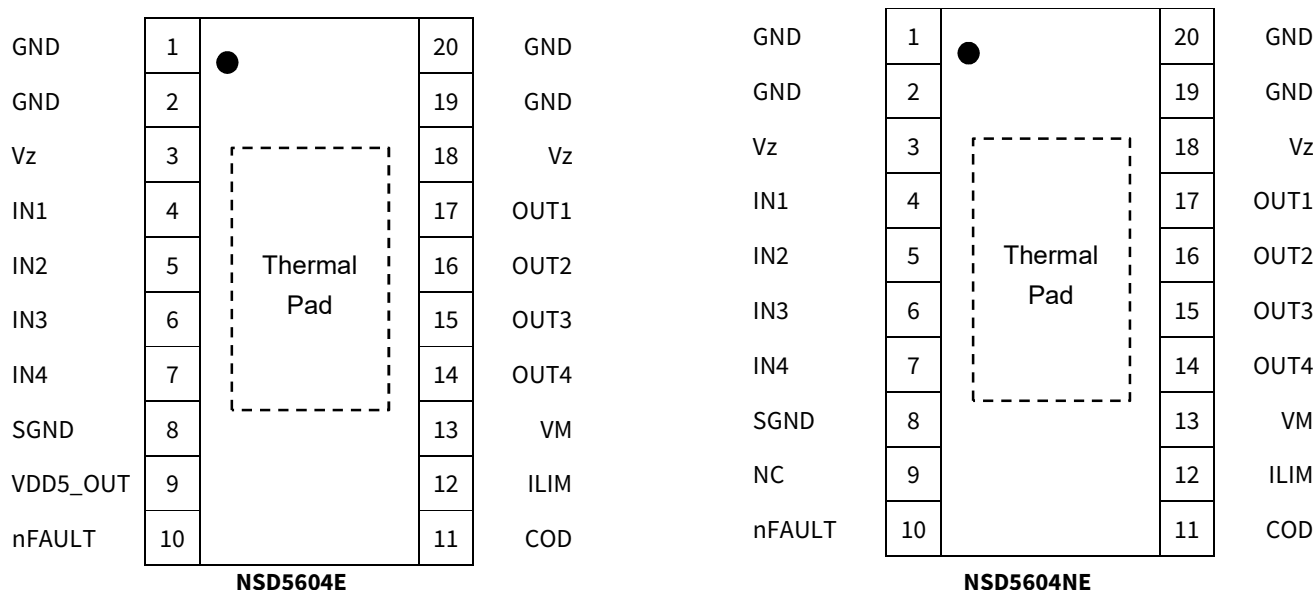 GND 1 20 GND
GND 2 19 GND
Vz 3 18 Vz
IN1 4 17 OUT1
IN2 5 16 OUT2
IN3 6 15 OUT3
IN4 7 14 OUT4
SGND 8 13 VM
VDD5_OUT 9 12 ILIM
nFAULT 10 11 COD
Thermal
Pad
NSD5604E
GND 1 20 GND
GND 2 19 GND
Vz 3 18 Vz
IN1 4 17 OUT1
IN2 5 16 OUT2
IN3 6 15 OUT3
IN4 7 14 OUT4
SGND 8 13 VM
NC 9 12 ILIM
nFAULT 10 11 COD
Thermal
Pad
NSD5604NE